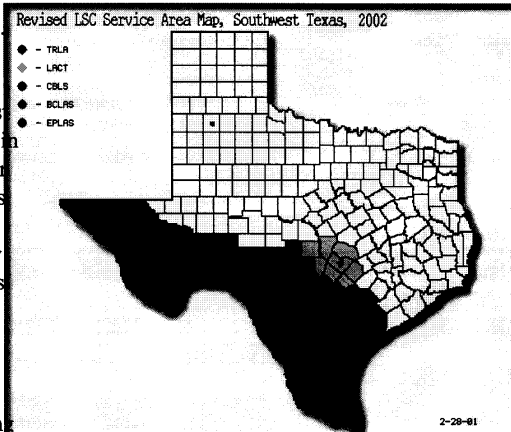 Revised LSC Service Area Map, Southwest Texas, 2002
- TRLA
- LACT
- CBLS
- BCLAS
- EPLAS
2-28-01